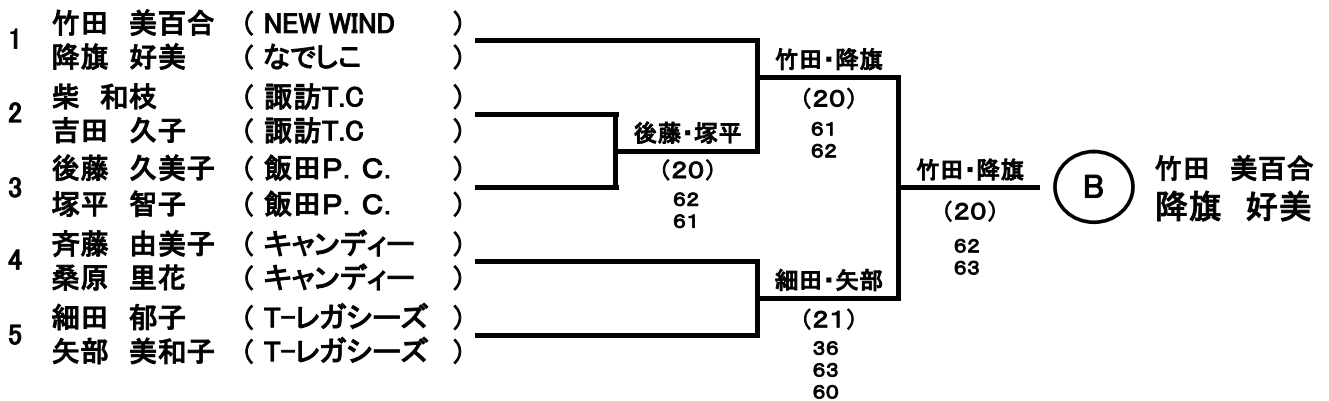 1
竹田 美百合 ( NEW WIND )
降旗 好美 ( なでしこ )
2
柴 和枝 ( 諏訪T.C )
吉田 久子 ( 諏訪T.C )
3
後藤 久美子 ( 飯田P. C. )
塚平 智子 ( 飯田P. C. )
4
斉藤 由美子 ( キャンディー )
桑原 里花 ( キャンディー )
5
細田 郁子 ( T-レガシーズ )
矢部 美和子 ( T-レガシーズ )
後藤・塚平
(20)
62
61
竹田・降旗
(20)
61
62
細田・矢部
(21)
36
63
60
竹田・降旗
(20)
62
63
B
竹田 美百合
降旗 好美